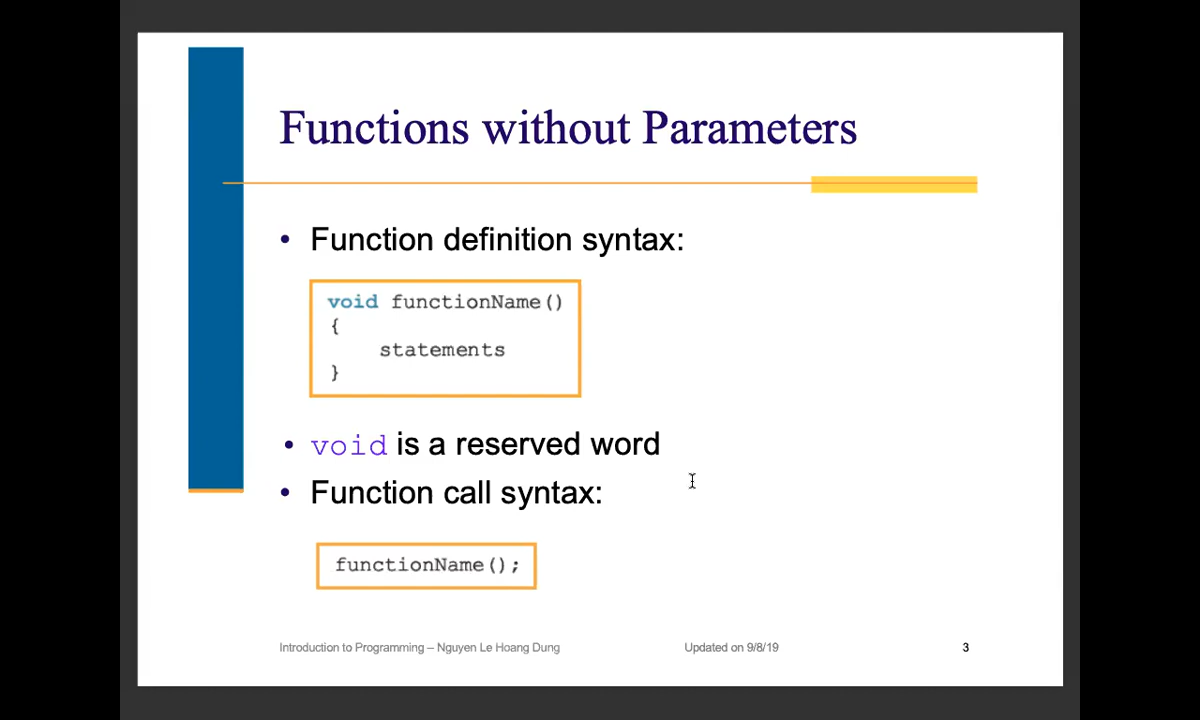 Functions without Parameters
• Function definition syntax:
void functionName()
{
    statements
}
• void is a reserved word
• Function call syntax:
functionName();
Introduction to Programming – Nguyen Le Hoang Dung
Updated on 9/8/19
3